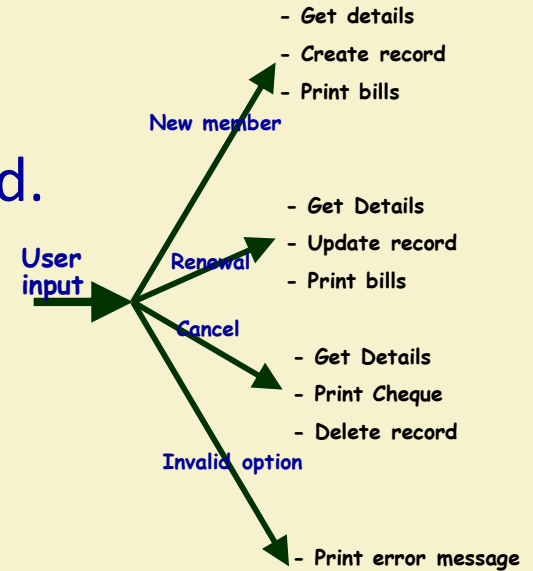 - Get details
- Create record
- Print bills
New member
d.
- Get Details
- Update record
- Print bills
User
input
Renewal
Cancel
- Get Details
- Print Cheque
- Delete record
Invalid option
- Print error message